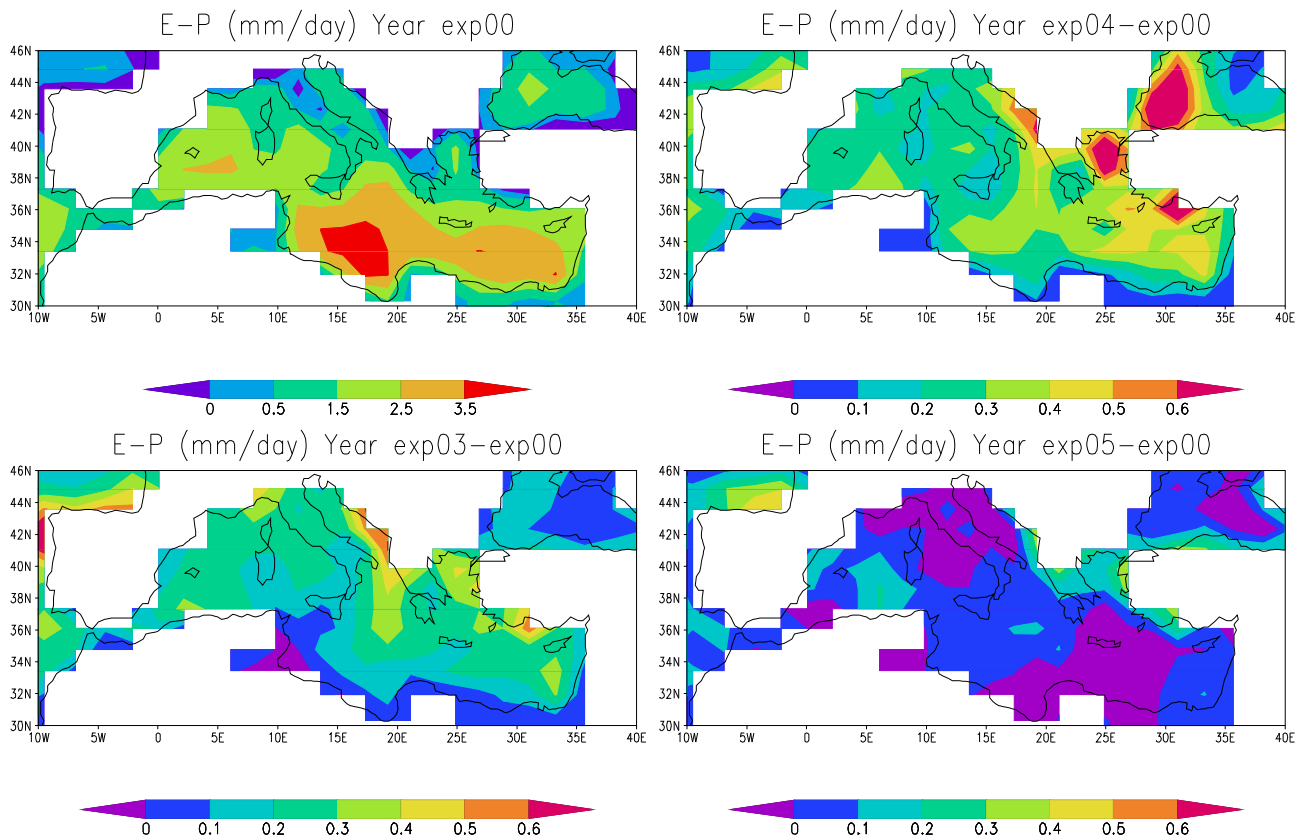 E-P (mm/day) Year exp00
46N
44N
42N
40N
38N
36N
34N
32N
30N
10W 5W 0 5E 10E 15E 20E 25E 30E 35E 40E
0 0.5 1.5 2.5 3.5
E-P (mm/day) Year exp04-exp00
46N
44N
42N
40N
38N
36N
34N
32N
30N
10W 5W 0 5E 10E 15E 20E 25E 30E 35E 40E
0 0.1 0.2 0.3 0.4 0.5 0.6
E-P (mm/day) Year exp03-exp00
46N
44N
42N
40N
38N
36N
34N
32N
30N
10W 5W 0 5E 10E 15E 20E 25E 30E 35E 40E
0 0.1 0.2 0.3 0.4 0.5 0.6
E-P (mm/day) Year exp05-exp00
46N
44N
42N
40N
38N
36N
34N
32N
30N
10W 5W 0 5E 10E 15E 20E 25E 30E 35E 40E
0 0.1 0.2 0.3 0.4 0.5 0.6